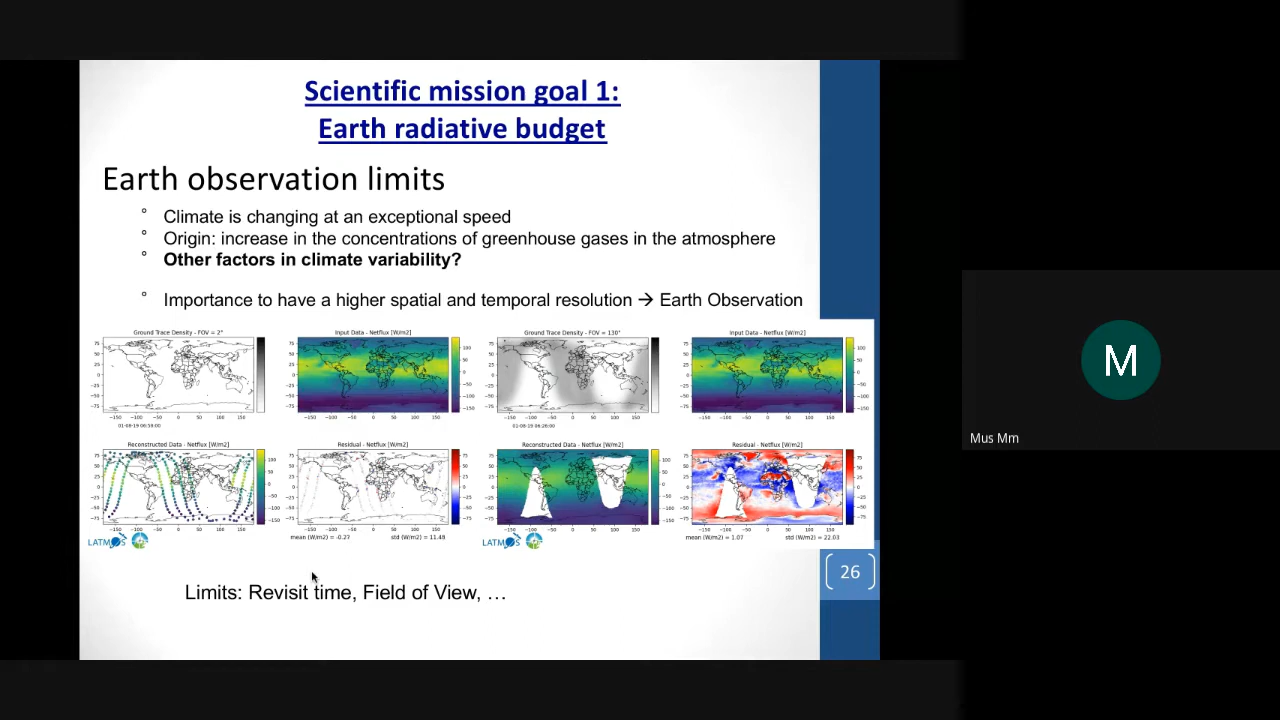 Scientific mission goal 1:
Earth radiative budget
Earth observation limits
° Climate is changing at an exceptional speed
° Origin: increase in the concentrations of greenhouse gases in the atmosphere
° Other factors in climate variability?
° Importance to have a higher spatial and temporal resolution → Earth Observation
Ground Trace Density - FOV = 2°
Input Data - Netflux [W/m2]
Ground Trace Density - FOV = 130°
Input Data - Netflux [W/m2]
Reconstructed Data - Netflux [W/m2]
Residual - Netflux [W/m2]
Reconstructed Data - Netflux [W/m2]
Residual - Netflux [W/m2]
mean (W/m2) = -0.27
std (W/m2) = 11.48
mean (W/m2) = 1.07
std (W/m2) = 22.03
LATMOS
LATMOS
26
Limits: Revisit time, Field of View, …
M
Mus Mm